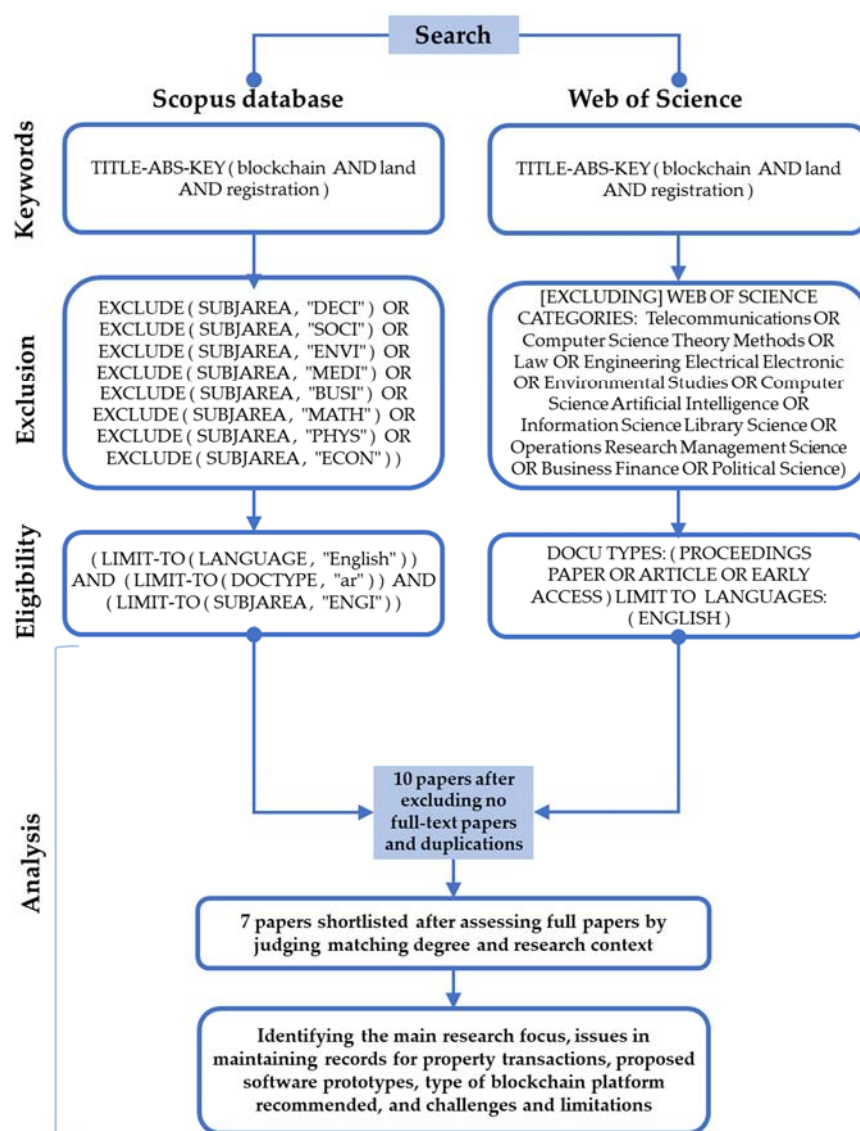 Search
Scopus database
Web of Science
Keywords
TITLE-ABS-KEY ( blockchain AND land
AND registration )
TITLE-ABS-KEY ( blockchain AND land
AND registration )
Exclusion
EXCLUDE ( SUBJAREA , "DECI" ) OR
EXCLUDE ( SUBJAREA , "SOCI" ) OR
EXCLUDE ( SUBJAREA , "ENVI" ) OR
EXCLUDE ( SUBJAREA , "MEDI" ) OR
EXCLUDE ( SUBJAREA , "BUSI" ) OR
EXCLUDE ( SUBJAREA , "MATH" ) OR
EXCLUDE ( SUBJAREA , "PHYS" ) OR
EXCLUDE ( SUBJAREA , "ECON" ) )
[EXCLUDING] WEB OF SCIENCE
CATEGORIES: Telecommunications OR
Computer Science Theory Methods OR
Law OR Engineering Electrical Electronic
OR Environmental Studies OR Computer
Science Artificial Intelligence OR
Information Science Library Science OR
Operations Research Management Science
OR Business Finance OR Political Science)
Eligibility
( LIMIT-TO ( LANGUAGE , "English" ) )
AND ( LIMIT-TO ( DOCTYPE , "ar" ) ) AND
( LIMIT-TO ( SUBJAREA , "ENGI" ) )
DOCU TYPES: ( PROCEEDINGS
PAPER OR ARTICLE OR EARLY
ACCESS ) LIMIT TO LANGUAGES:
( ENGLISH )
Analysis
10 papers after
excluding no
full-text papers
and duplications
7 papers shortlisted after assessing full papers by
judging matching degree and research context
Identifying the main research focus, issues in
maintaining records for property transactions, proposed
software prototypes, type of blockchain platform
recommended, and challenges and limitations